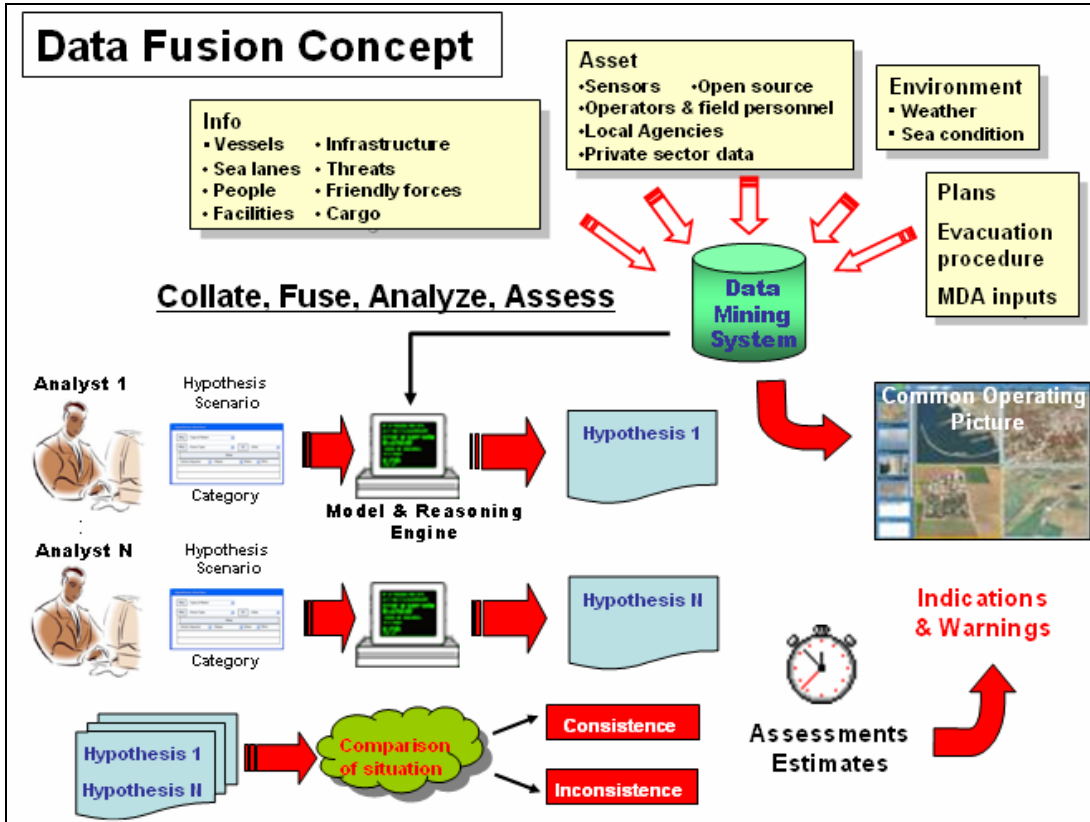 Data Fusion Concept
Info
▪ Vessels • Infrastructure
• Sea lanes • Threats
• People • Friendly forces
• Facilities • Cargo
Asset
•Sensors •Open source
•Operators & field personnel
•Local Agencies
•Private sector data
Environment
▪ Weather
▪ Sea condition
Plans
Evacuation
procedure
MDA inputs
Data
Mining
System
Collate, Fuse, Analyze, Assess
Analyst 1
Hypothesis
Scenario
Category
Model & Reasoning
Engine
Hypothesis 1
Common Operating
Picture
:
Analyst N
Hypothesis
Scenario
Category
Hypothesis N
Indications
& Warnings
Assessments
Estimates
Hypothesis 1
Hypothesis N
Comparison
of situation
Consistence
Inconsistence